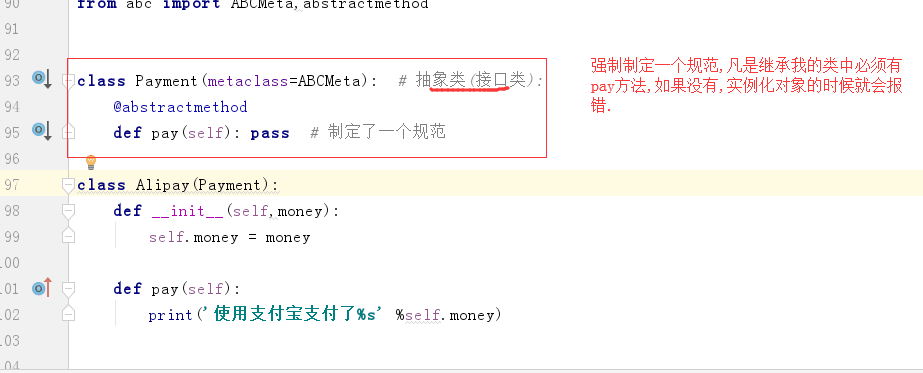 90 from abc import ABCMeta,abstractmethod
91
92
93 class Payment(metaclass=ABCMeta): # 抽象类(接口类):
94 @abstractmethod
95 def pay(self): pass # 制定了一个规范
96
97 class Alipay(Payment):
98 def __init__(self,money):
99 self.money = money
100
101 def pay(self):
102 print('使用支付宝支付了%s' %self.money)
103
104
强制制定一个规范,凡是继承我的类中必须有
pay方法,如果没有,实例化对象的时候就会报
错.